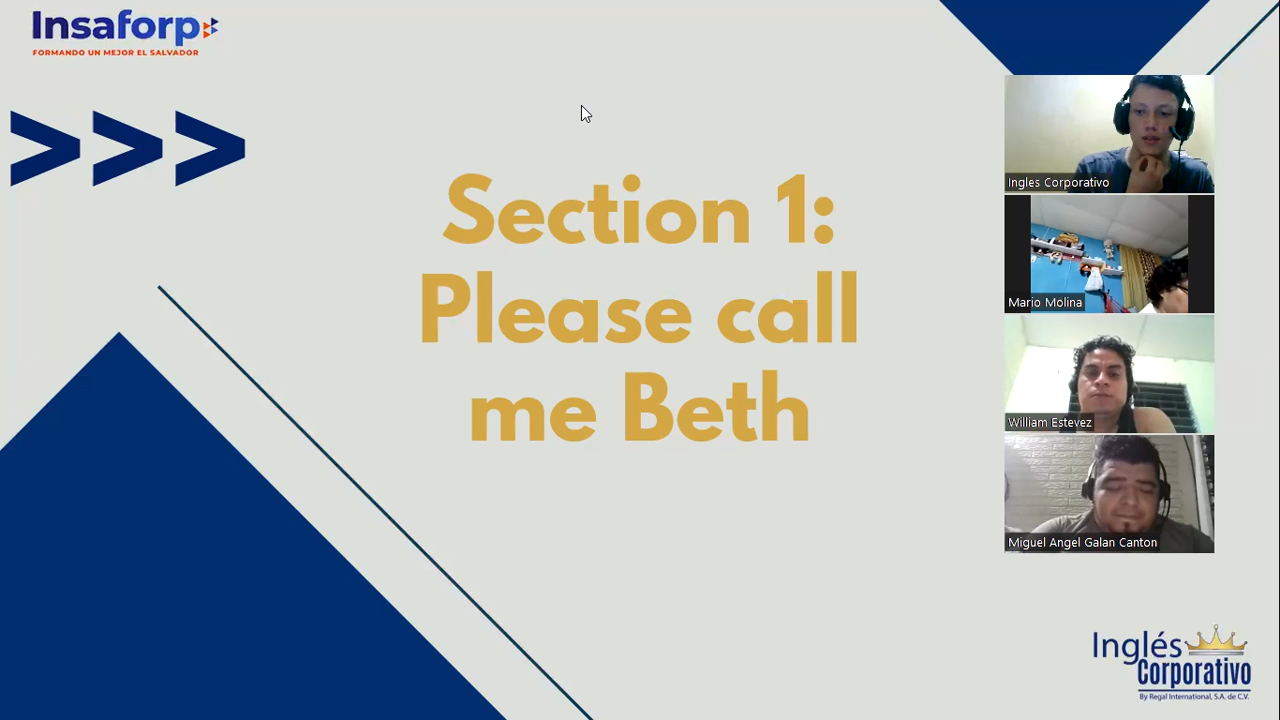 Insaforp
FORMANDO UN MEJOR EL SALVADOR
>>>
Section 1:
Please call
me Beth
Ingles Corporativo
Mario Molina
William Estevez
Miguel Angel Galan Canton
Inglés
Corporativo
By Regal International, S.A. de C.V.